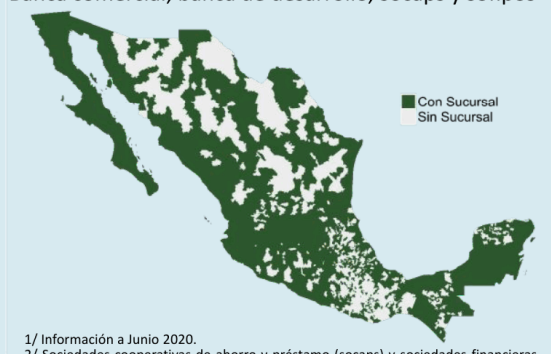 Banca comercial, banca de desarrollo, socaps y sofipos
Con Sucursal
Sin Sucursal
1/ Información a Junio 2020.
2/ Sociedades cooperativas de ahorro y préstamo (socaps) y sociedades financieras